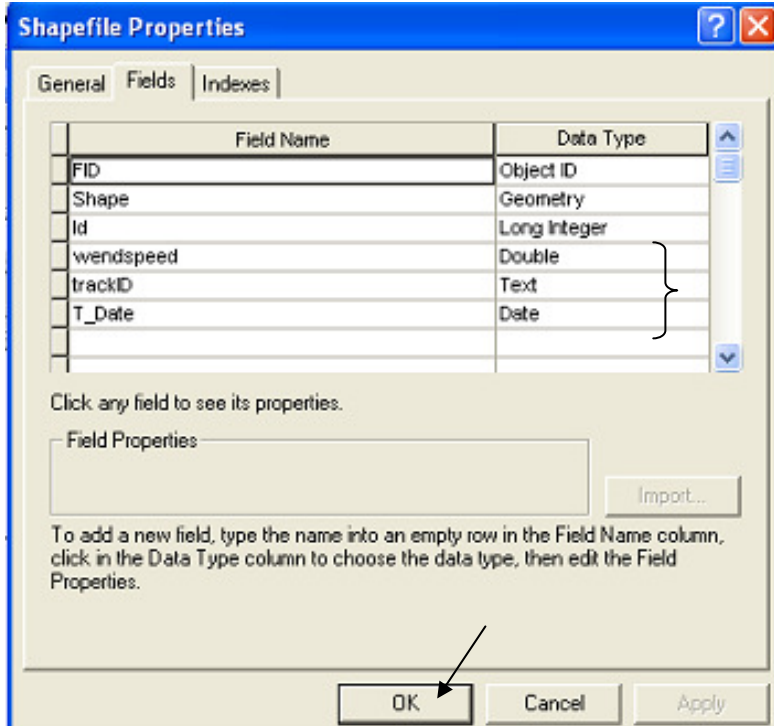 Shapefile Properties
General Fields Indexes
Field Name Data Type
FID Object ID
Shape Geometry
Id Long Integer
wendspeed Double
trackID Text
T_Date Date
Click any field to see its properties.
Field Properties
Import...
To add a new field, type the name into an empty row in the Field Name column,
click in the Data Type column to choose the data type, then edit the Field
Properties.
OK Cancel Apply